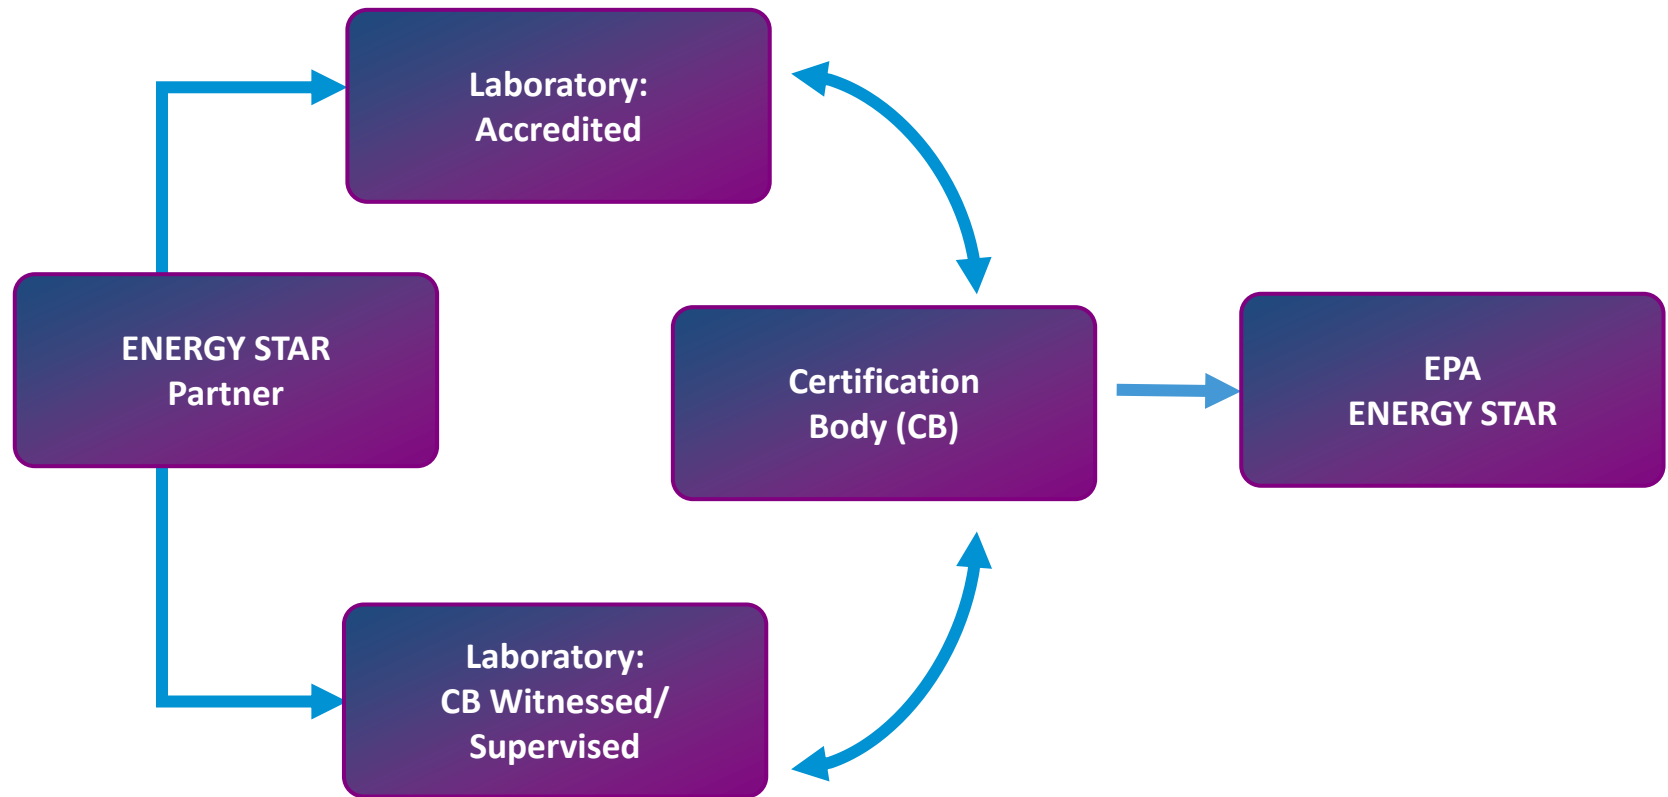 Laboratory:
Accredited
ENERGY STAR
Partner
Certification
Body (CB)
EPA
ENERGY STAR
Laboratory:
CB Witnessed/
Supervised